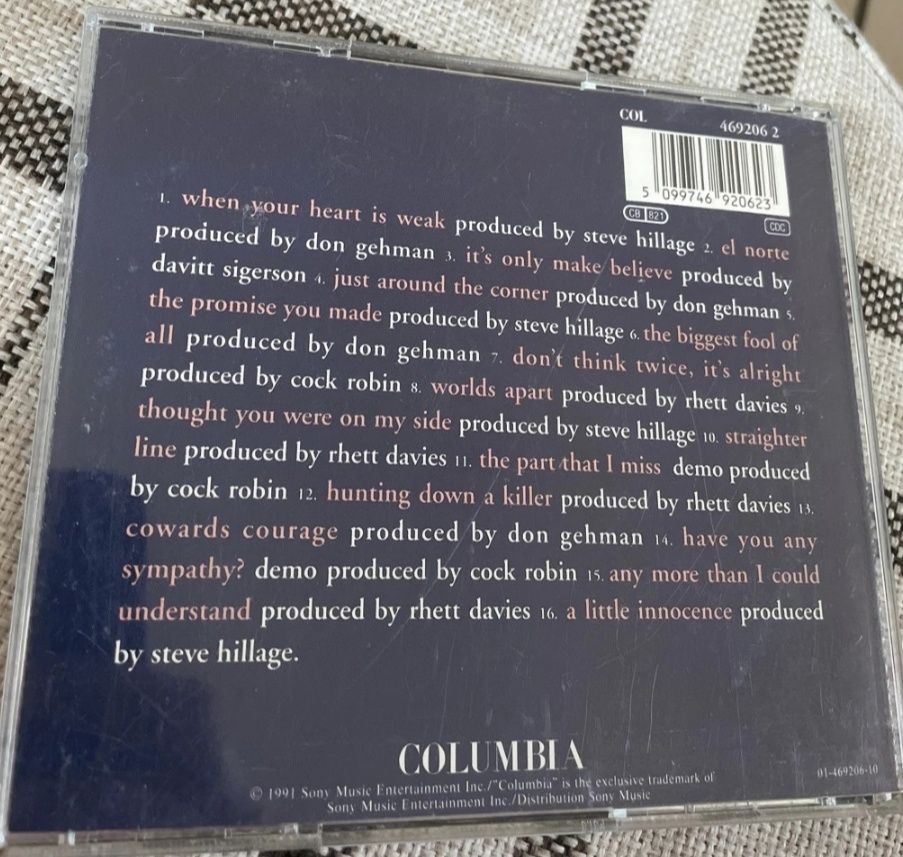 COL 469206 2
5 099746 920623
CB 821
CDC
1. when your heart is weak produced by steve hillage 2. el norte
produced by don gehman 3. it's only make believe produced by
davitt sigerson 4. just around the corner produced by don gehman 5.
the promise you made produced by steve hillage 6. the biggest fool of
all produced by don gehman 7. don't think twice, it's alright
produced by cock robin 8. worlds apart produced by rhett davies 9.
thought you were on my side produced by steve hillage 10. straighter
line produced by rhett davies 11. the part that I miss demo produced
by cock robin 12. hunting down a killer produced by rhett davies 13.
cowards courage produced by don gehman 14. have you any
sympathy? demo produced by cock robin 15. any more than I could
understand produced by rhett davies 16. a little innocence produced
by steve hillage.
COLUMBIA
© 1991 Sony Music Entertainment Inc./"Columbia" is the exclusive trademark of
Sony Music Entertainment Inc./Distribution Sony Music
01-469206-10